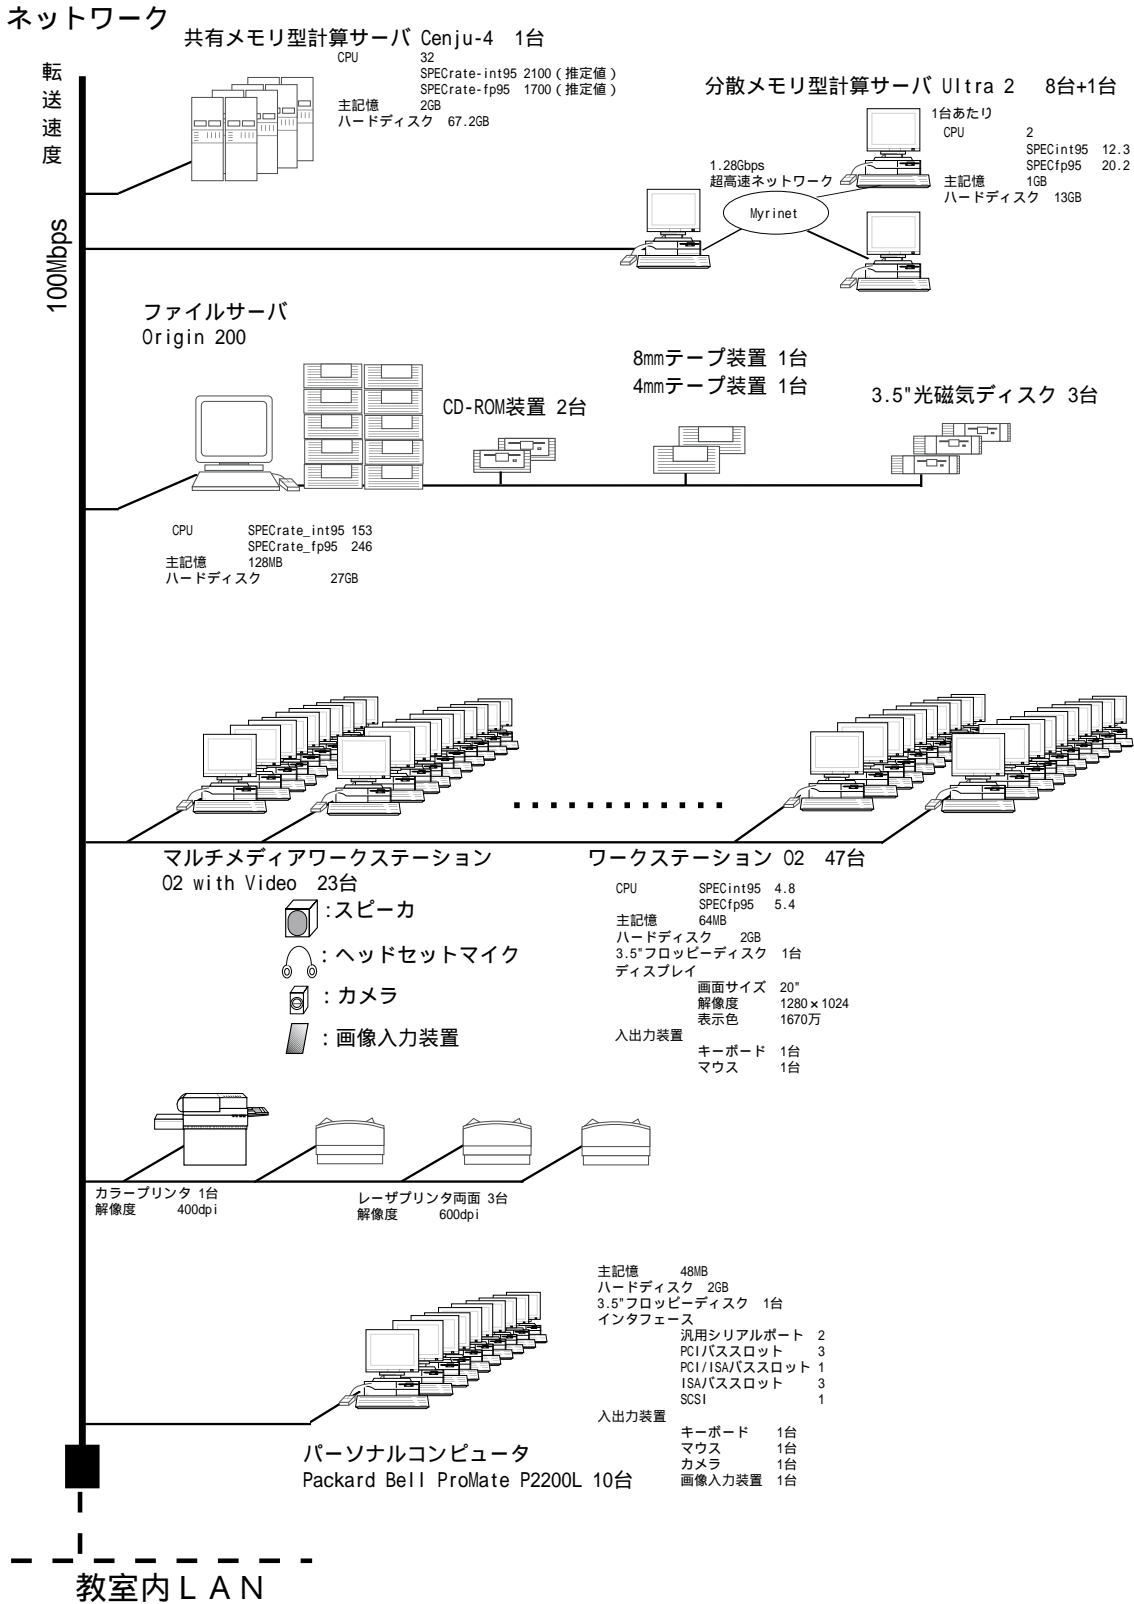 ネットワーク
共有メモリ型計算サーバ Cenju-4 1台
CPU 32
SPECrate-int95 2100(推定値)
SPECrate-fp95 1700(推定値)
主記憶 2GB
ハードディスク 67.2GB
転送速度
100Mbps
分散メモリ型計算サーバ Ultra 2 8台+1台
1台あたり
CPU 2
SPECint95 12.3
SPECfp95 20.2
主記憶 1GB
ハードディスク 13GB
1.28Gbps
超高速ネットワーク
Myrinet
ファイルサーバ
Origin 200
CD-ROM装置 2台
8mmテープ装置 1台
4mmテープ装置 1台
3.5"光磁気ディスク 3台
CPU SPECrate_int95 153
SPECrate_fp95 246
主記憶 128MB
ハードディスク 27GB
マルチメディアワークステーション
O2 with Video 23台
:スピーカ
:ヘッドセットマイク
:カメラ
:画像入力装置
ワークステーション O2 47台
CPU SPECint95 4.8
SPECfp95 5.4
主記憶 64MB
ハードディスク 2GB
3.5"フロッピーディスク 1台
ディスプレイ
画面サイズ 20"
解像度 1280×1024
表示色 1670万
入出力装置
キーボード 1台
マウス 1台
カラープリンタ 1台
解像度 400dpi
レーザプリンタ両面 3台
解像度 600dpi
主記憶 48MB
ハードディスク 2GB
3.5"フロッピーディスク 1台
インタフェース
汎用シリアルポート 2
PCIバススロット 3
PCI/ISAバススロット 1
ISAバススロット 3
SCSI 1
入出力装置
キーボード 1台
マウス 1台
カメラ 1台
画像入力装置 1台
パーソナルコンピュータ
Packard Bell ProMate P2200L 10台
教室内LAN